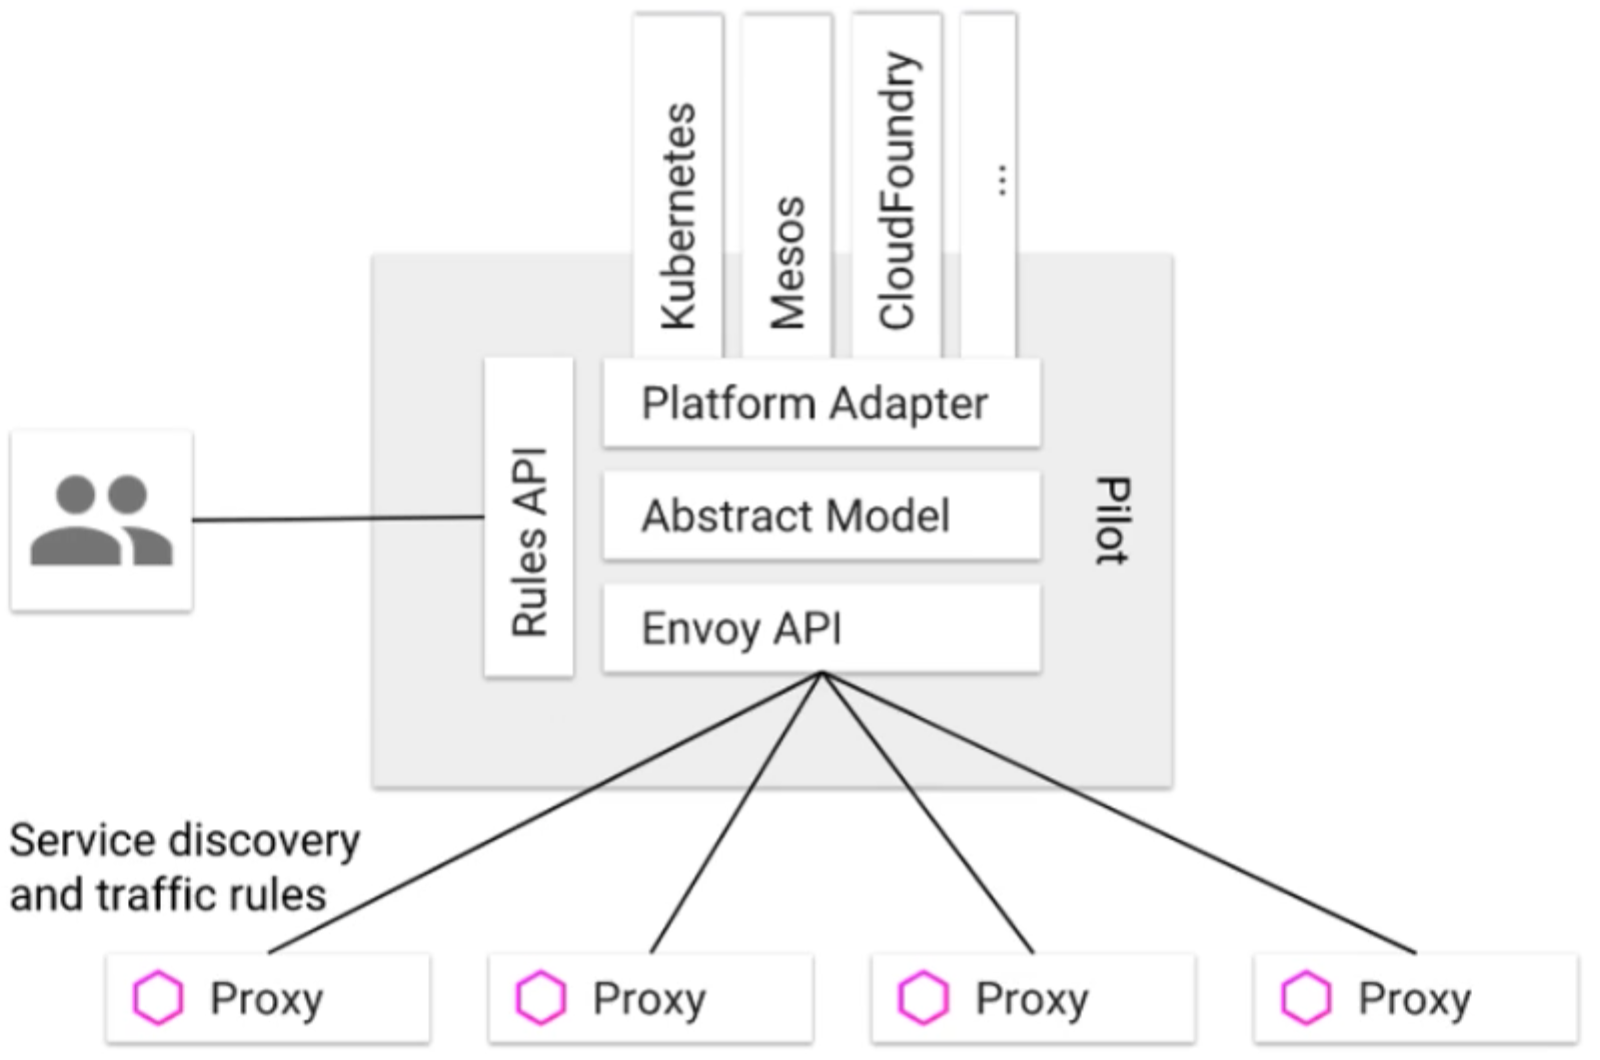 Kubernetes
Mesos
CloudFoundry
...
Platform Adapter
Rules API
Abstract Model
Pilot
Envoy API
Service discovery
and traffic rules
Proxy
Proxy
Proxy
Proxy